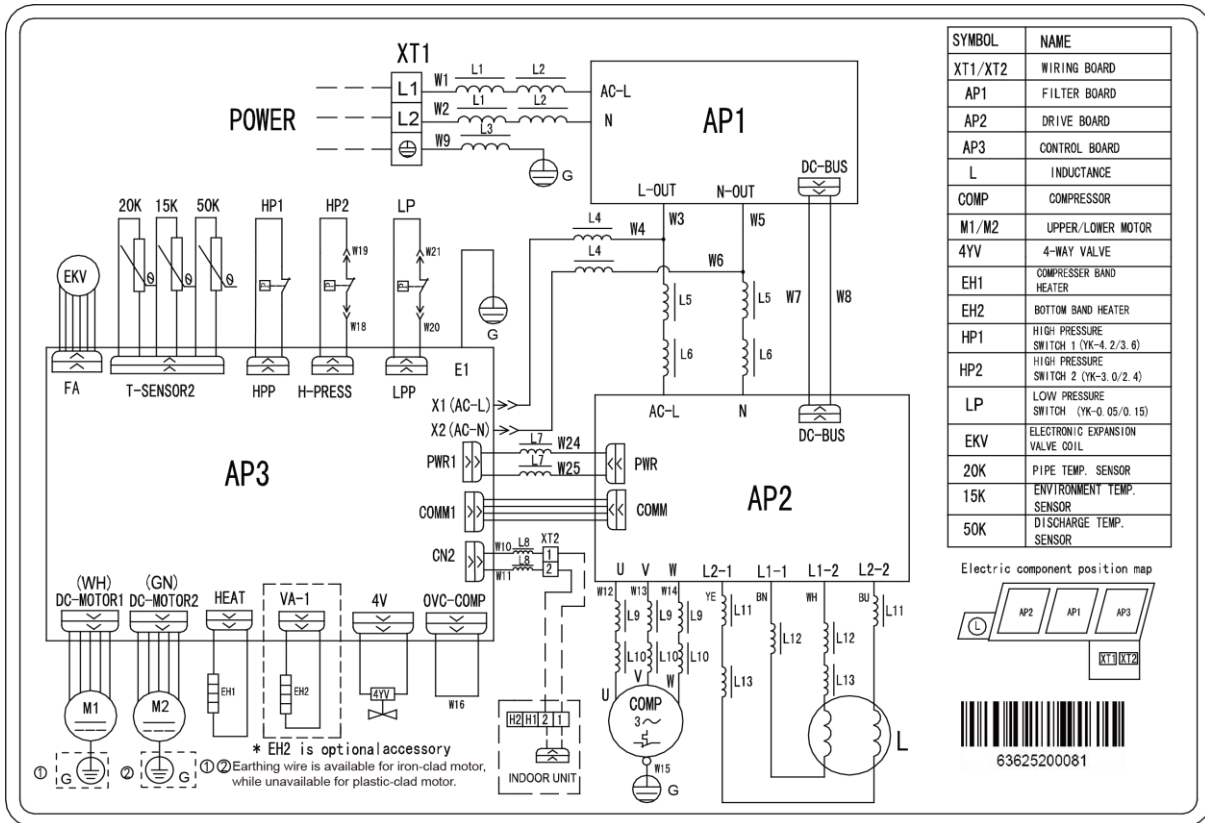 XT1
POWER
L1
W1
L1
L2
L2
W2
L1
L2
W9
L3
G
AC-L
N
AP1
DC-BUS
L-OUT
N-OUT
W3
W5
L4
W4
L4
W6
L5
L5
L6
L6
W7
W8
20K
15K
50K
HP1
HP2
LP
W19
W21
EKV
θ
θ
θ
P
P
P
W18
W20
G
FA
T-SENSOR2
HPP
H-PRESS
LPP
E1
X1(AC-L)
X2(AC-N)
AP3
PWR1
L7
W24
L7
W25
PWR
COMM1
COMM
CN2
W10
L8
XT2
1
W11
L8
2
AC-L
N
DC-BUS
AP2
U
V
W
L2-1
L1-1
L1-2
L2-2
W12
W13
W14
YE
BN
WH
BU
L9
L9
L9
L11
L12
L12
L11
L10
L10
L10
L13
L13
U
V
W
COMP
3~
W15
G
L
(WH)
DC-MOTOR1
(GN)
DC-MOTOR2
HEAT
VA-1
4V
OVC-COMP
M1
M2
EH1
EH2
4YV
W16
① G
② G
* EH2 is optional accessory
①②Earthing wire is available for iron-clad motor,
while unavailable for plastic-clad motor.
H2 H1 2 1
INDOOR UNIT
SYMBOL NAME
XT1/XT2 WIRING BOARD
AP1 FILTER BOARD
AP2 DRIVE BOARD
AP3 CONTROL BOARD
L INDUCTANCE
COMP COMPRESSOR
M1/M2 UPPER/LOWER MOTOR
4YV 4-WAY VALVE
EH1 COMPRESSER BAND
HEATER
EH2 BOTTOM BAND HEATER
HP1 HIGH PRESSURE
SWITCH 1 (YK-4.2/3.6)
HP2 HIGH PRESSURE
SWITCH 2 (YK-3.0/2.4)
LP LOW PRESSURE
SWITCH (YK-0.05/0.15)
EKV ELECTRONIC EXPANSION
VALVE COIL
20K PIPE TEMP. SENSOR
15K ENVIRONMENT TEMP.
SENSOR
50K DISCHARGE TEMP.
SENSOR
Electric component position map
L
AP2
AP1
AP3
XT1 XT2
63625200081